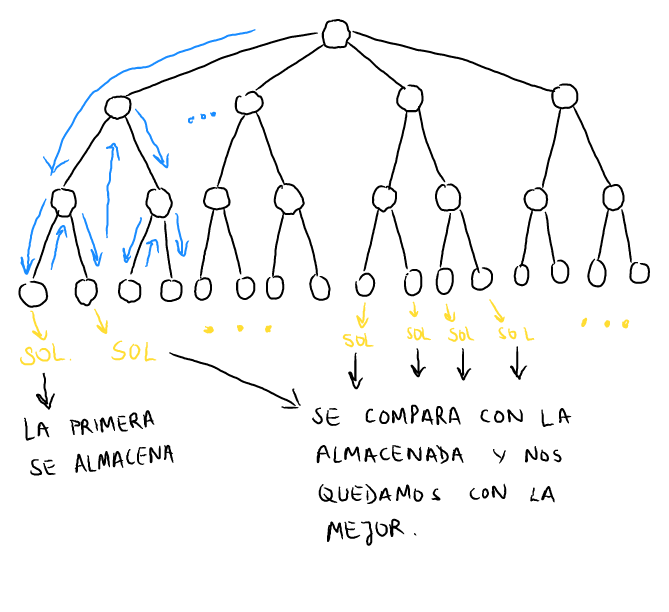 SOL.
SOL
SOL
SOL
SOL
SOL
LA PRIMERA
SE ALMACENA
SE COMPARA CON LA
ALMACENADA Y NOS
QUEDAMOS CON LA
MEJOR.